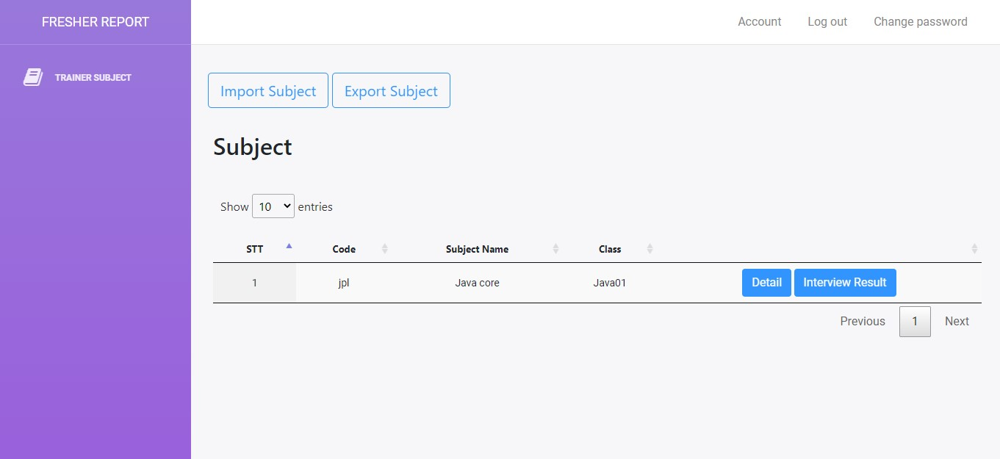 FRESHER REPORT
Account Log out Change password
TRAINER SUBJECT
Import Subject Export Subject
Subject
Show 10 entries
STT Code Subject Name Class
1 jpl Java core Java01 Detail Interview Result
Previous 1 Next